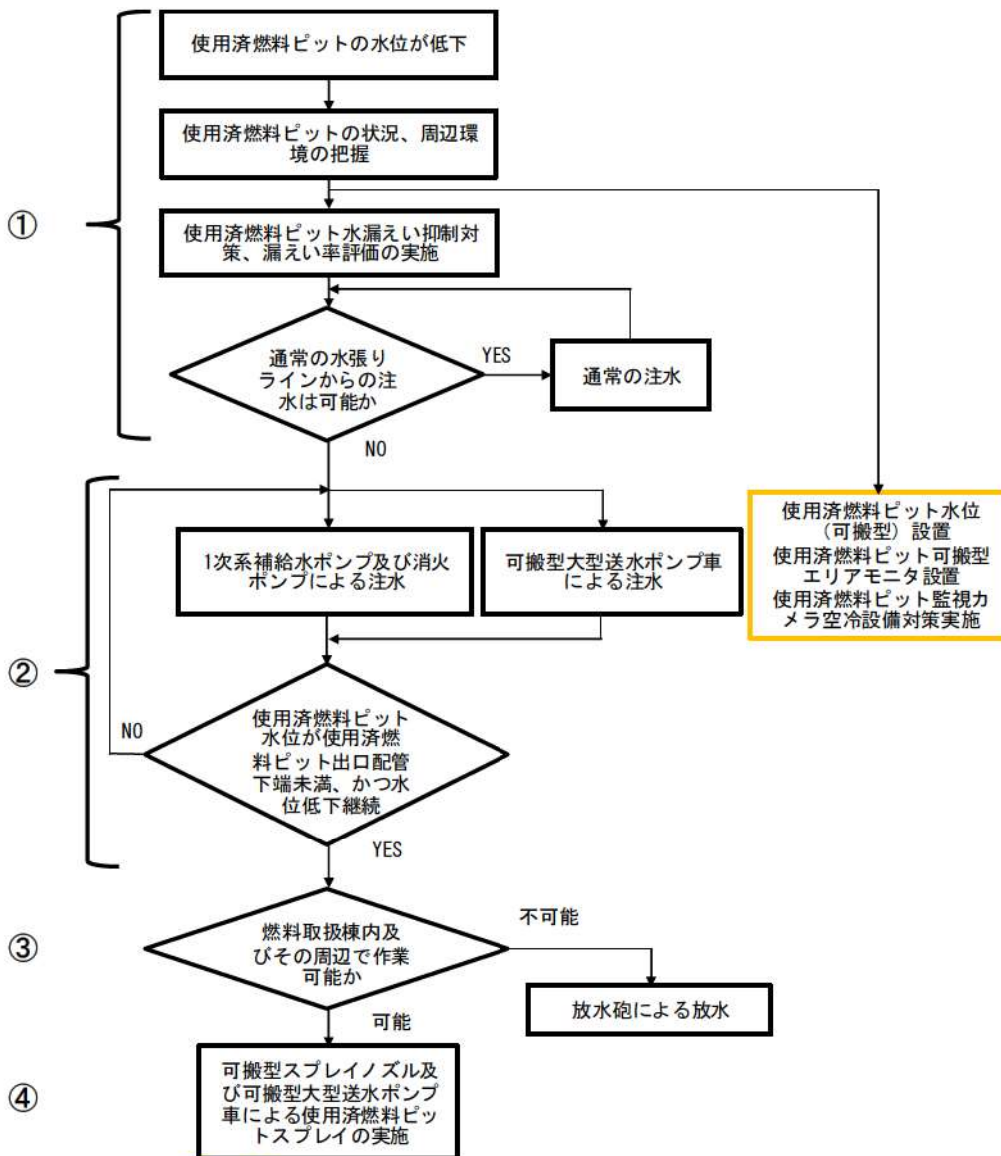 使用済燃料ピットの水位が低下
使用済燃料ピットの状況、周辺環
境の把握
①
使用済燃料ピット水漏えい抑制対
策、漏えい率評価の実施
通常の水張り
ラインからの注
水は可能か
YES
通常の注水
NO
使用済燃料ピット水位
（可搬型）設置
使用済燃料ピット可搬型
エリアモニタ設置
使用済燃料ピット監視カ
メラ空冷設備対策実施
②
1次系補給水ポンプ及び消火
ポンプによる注水
可搬型大型送水ポンプ車
による注水
使用済燃料ピット
水位が使用済燃
料ピット出口配管
下端未満、かつ水
位低下継続
NO
YES
③
燃料取扱棟内及
びその周辺で作業
可能か
不可能
放水砲による放水
可能
④
可搬型スプレイノズル及
び可搬型大型送水ポンプ
車による使用済燃料ピッ
トスプレイの実施